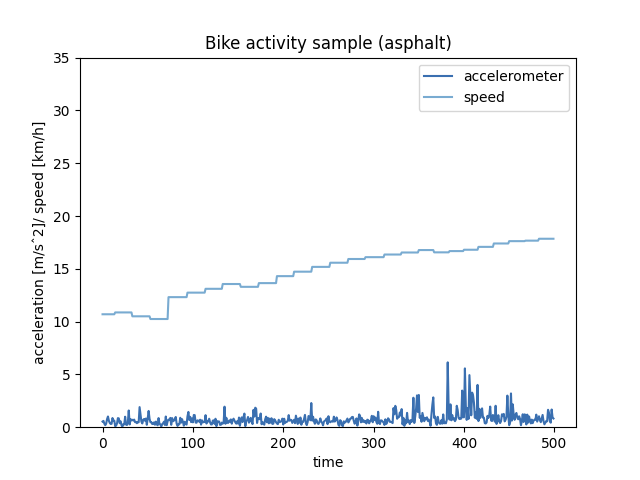 Bike activity sample (asphalt)
accelerometer
speed
35
30
25
20
15
10
5
0
acceleration [m/s^2]/ speed [km/h]
0 100 200 300 400 500
time